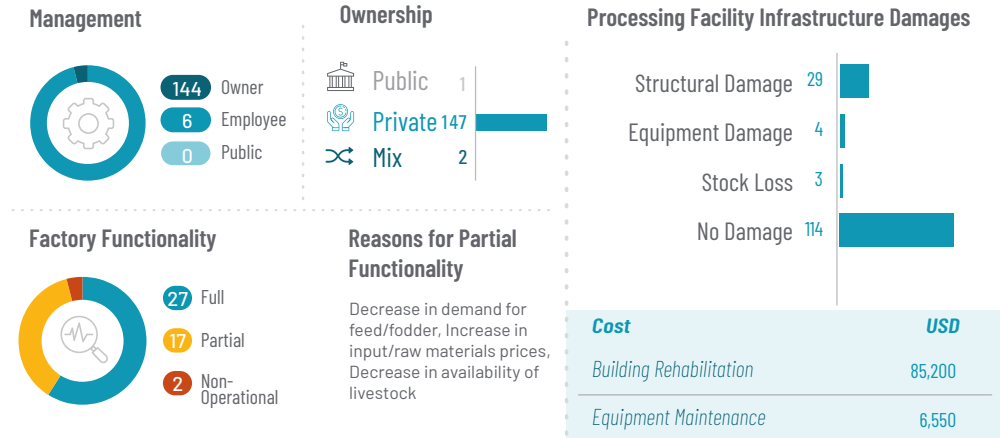 Management
144 Owner
6 Employee
0 Public
Ownership
Public 1
Private 147
Mix 2
Factory Functionality
27 Full
17 Partial
2 Non-
Operational
Reasons for Partial
Functionality
Decrease in demand for
feed/fodder, Increase in
input/raw materials prices,
Decrease in availability of
livestock
Processing Facility Infrastructure Damages
Structural Damage 29
Equipment Damage 4
Stock Loss 3
No Damage 114
Cost USD
Building Rehabilitation 85,200
Equipment Maintenance 6,550